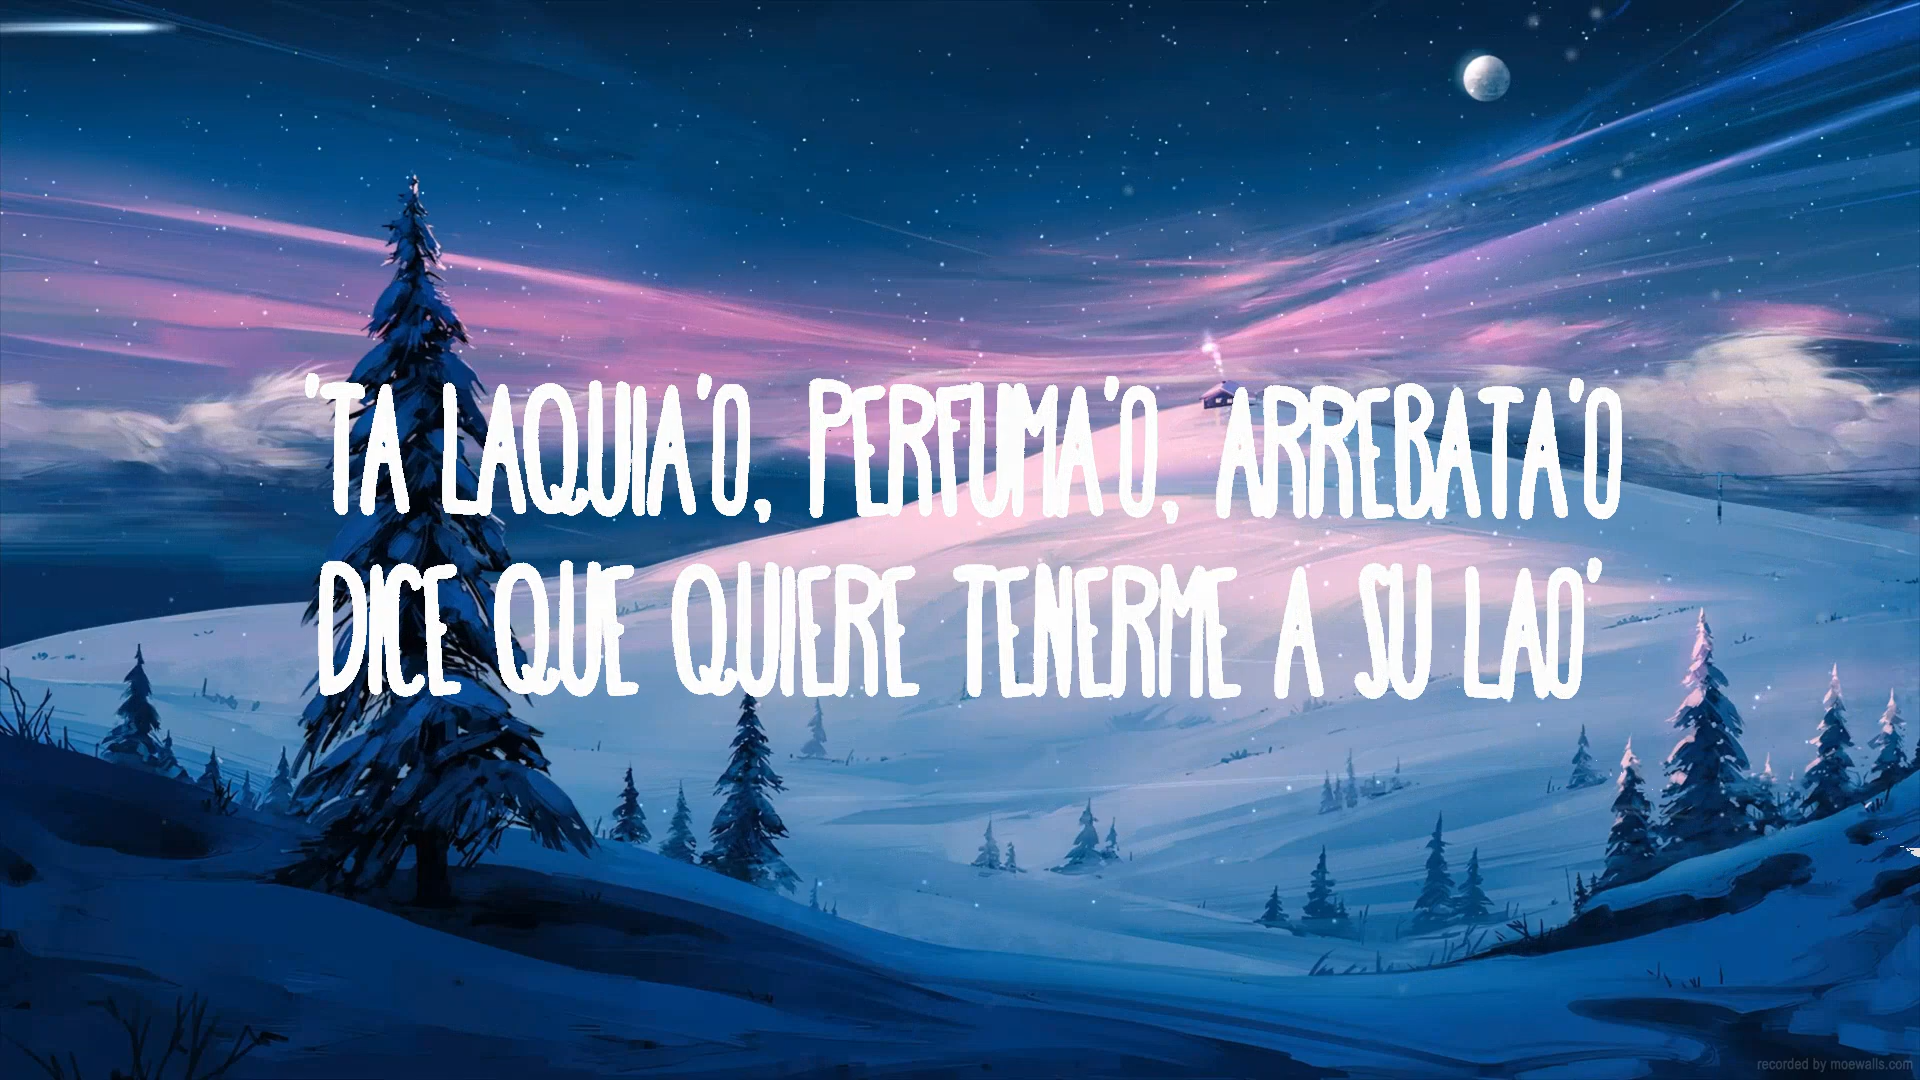 'TA LAQUIA'O, PERFUMA'O, ARREBATA'O
DICE QUE QUIERE TENERME A SU LAO'
recorded by moewalls.com